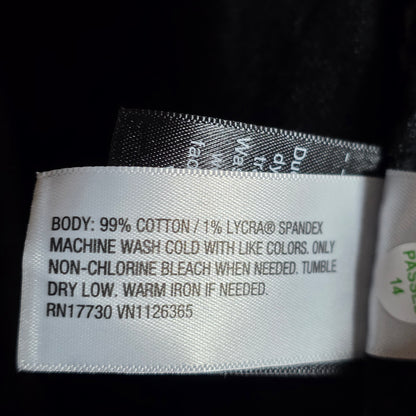 BODY: 99% COTTON / 1% LYCRA® SPANDEX
MACHINE WASH COLD WITH LIKE COLORS. ONLY
NON-CHLORINE BLEACH WHEN NEEDED. TUMBLE
DRY LOW. WARM IRON IF NEEDED.
RN17730 VN1126365
14